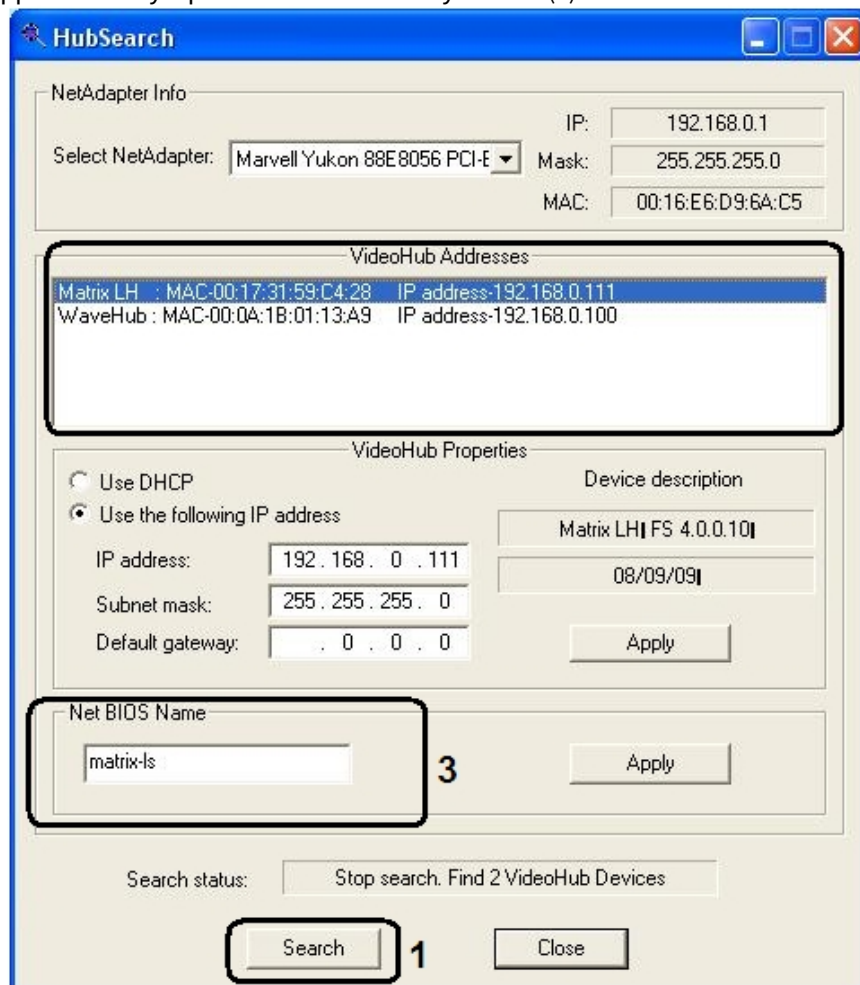 HubSearch
NetAdapter Info
Select NetAdapter: Marvell Yukon 88E8056 PCI-E
IP: 192.168.0.1
Mask: 255.255.255.0
MAC: 00:16:E6:D9:6A:C5
VideoHub Addresses
Matrix LH : MAC-00:17:31:59:C4:28 IP address-192.168.0.111
WaveHub : MAC-00:0A:1B:01:13:A9 IP address-192.168.0.100
VideoHub Properties
Use DHCP
Use the following IP address
IP address: 192 . 168 . 0 . 111
Subnet mask: 255 . 255 . 255 . 0
Default gateway: . 0 . 0 . 0
Device description
Matrix LH FS 4.0.0.10
08/09/09
Apply
Net BIOS Name
matrix-ls
3
Apply
Search status: Stop search. Find 2 VideoHub Devices
Search
1
Close